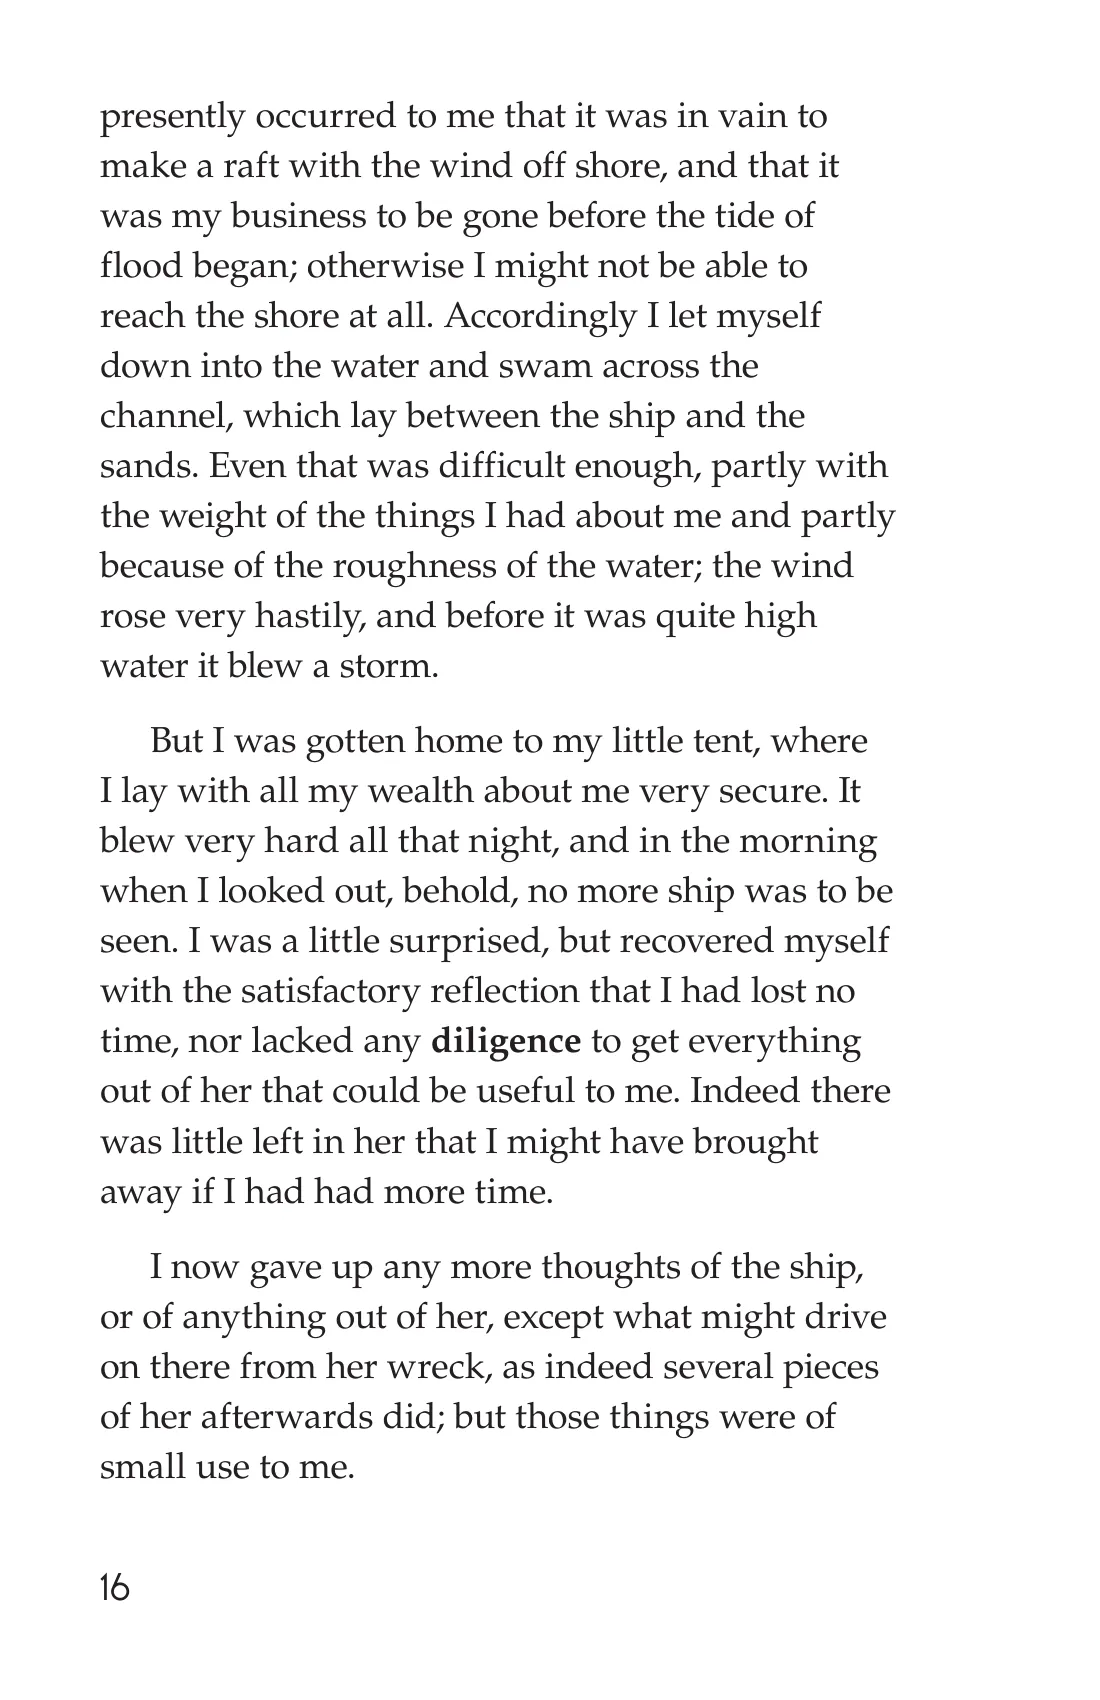 presently occurred to me that it was in vain to
make a raft with the wind off shore, and that it
was my business to be gone before the tide of
flood began; otherwise I might not be able to
reach the shore at all. Accordingly I let myself
down into the water and swam across the
channel, which lay between the ship and the
sands. Even that was difficult enough, partly with
the weight of the things I had about me and partly
because of the roughness of the water; the wind
rose very hastily, and before it was quite high
water it blew a storm.
But I was gotten home to my little tent, where
I lay with all my wealth about me very secure. It
blew very hard all that night, and in the morning
when I looked out, behold, no more ship was to be
seen. I was a little surprised, but recovered myself
with the satisfactory reflection that I had lost no
time, nor lacked any diligence to get everything
out of her that could be useful to me. Indeed there
was little left in her that I might have brought
away if I had had more time.
I now gave up any more thoughts of the ship,
or of anything out of her, except what might drive
on there from her wreck, as indeed several pieces
of her afterwards did; but those things were of
small use to me.
16